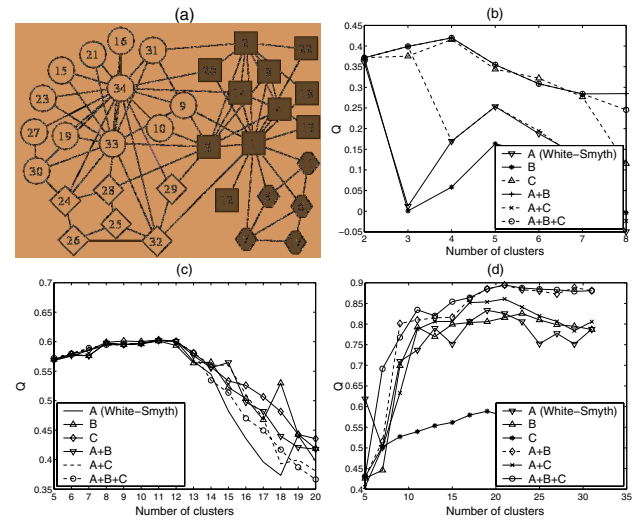 (a)
16
31
21
15
34
23
9
27
19
10
33
30
24
28
29
25
26
32
(b)
0.45
0.4
0.35
0.3
0.25
0.2
0.15
0.1
0.05
0
-0.05
Q
2
3
4
5
6
7
8
Number of clusters
A (White-Smyth)
B
C
A+B
A+C
A+B+C
(c)
0.7
0.65
0.6
0.55
0.5
0.45
0.4
0.35
Q
5 6 7 8 9 10 11 12 13 14 15 16 17 18 19 20
Number of clusters
A (White-Smyth)
B
C
A+B
A+C
A+B+C
(d)
0.9
0.85
0.8
0.75
0.7
0.65
0.6
0.55
0.5
0.45
0.4
Q
5 10 15 20 25 30 35
Number of clusters
A (White-Smyth)
B
C
A+B
A+C
A+B+C